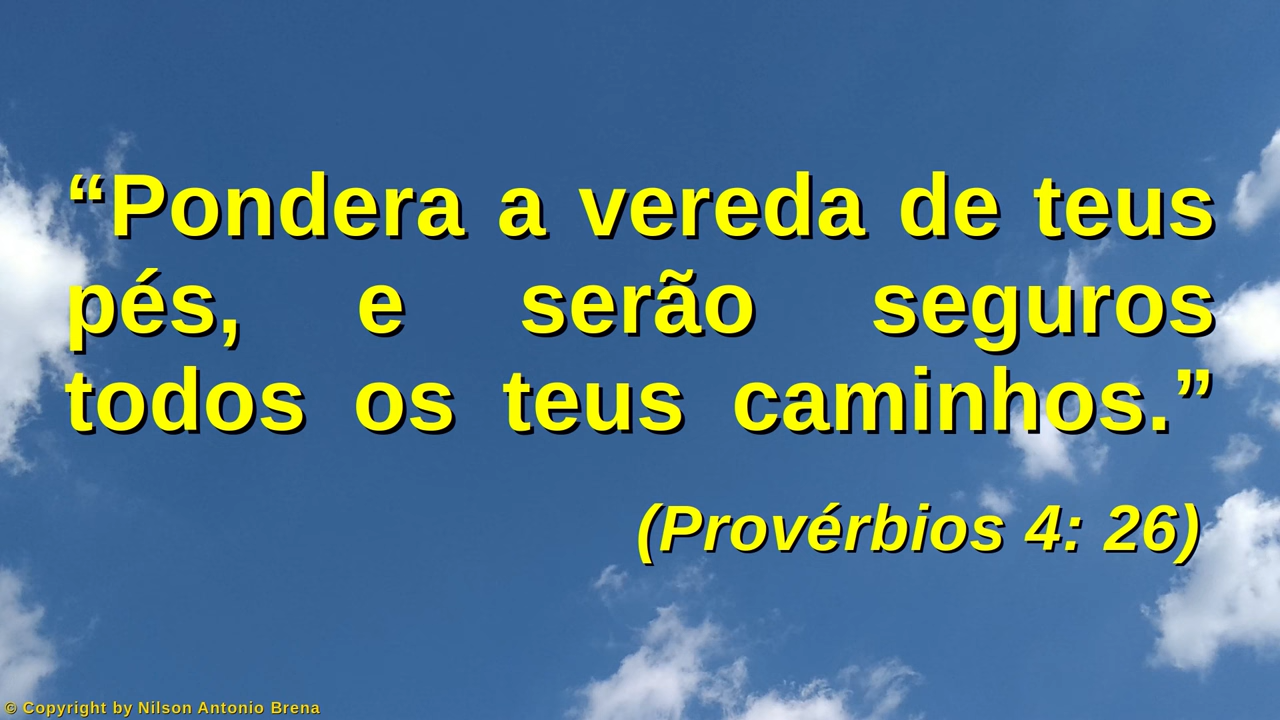 “Pondera a vereda de teus
pés, e serão seguros
todos os teus caminhos.”
(Provérbios 4: 26)
© Copyright by Nilson Antonio Brena